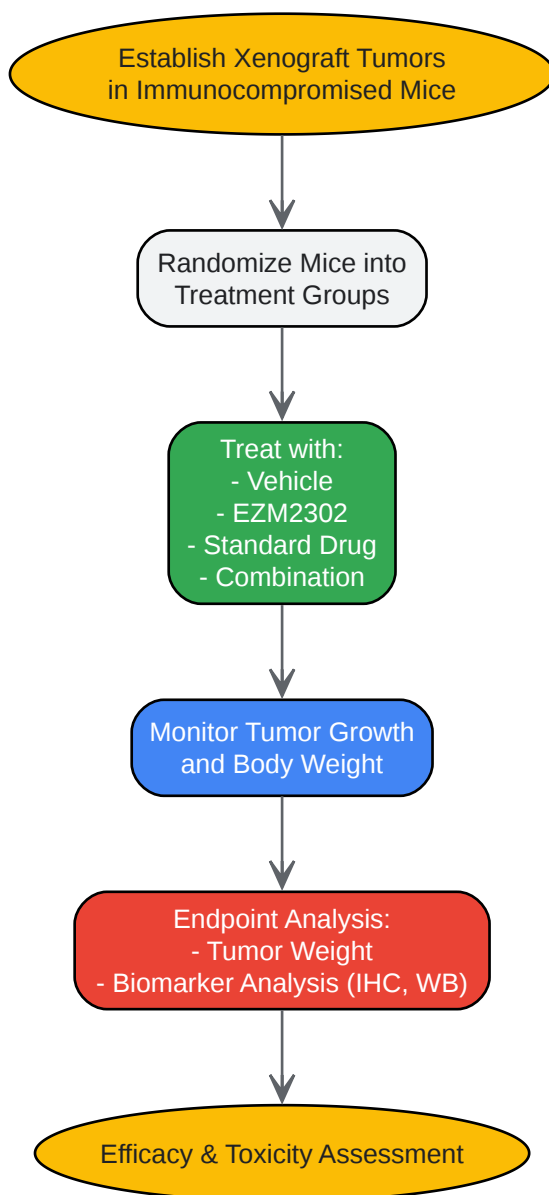 Establish Xenograft Tumors
in Immunocompromised Mice
Randomize Mice into
Treatment Groups
Treat with:
- Vehicle
- EZM2302
- Standard Drug
- Combination
Monitor Tumor Growth
and Body Weight
Endpoint Analysis:
- Tumor Weight
- Biomarker Analysis (IHC, WB)
Efficacy & Toxicity Assessment